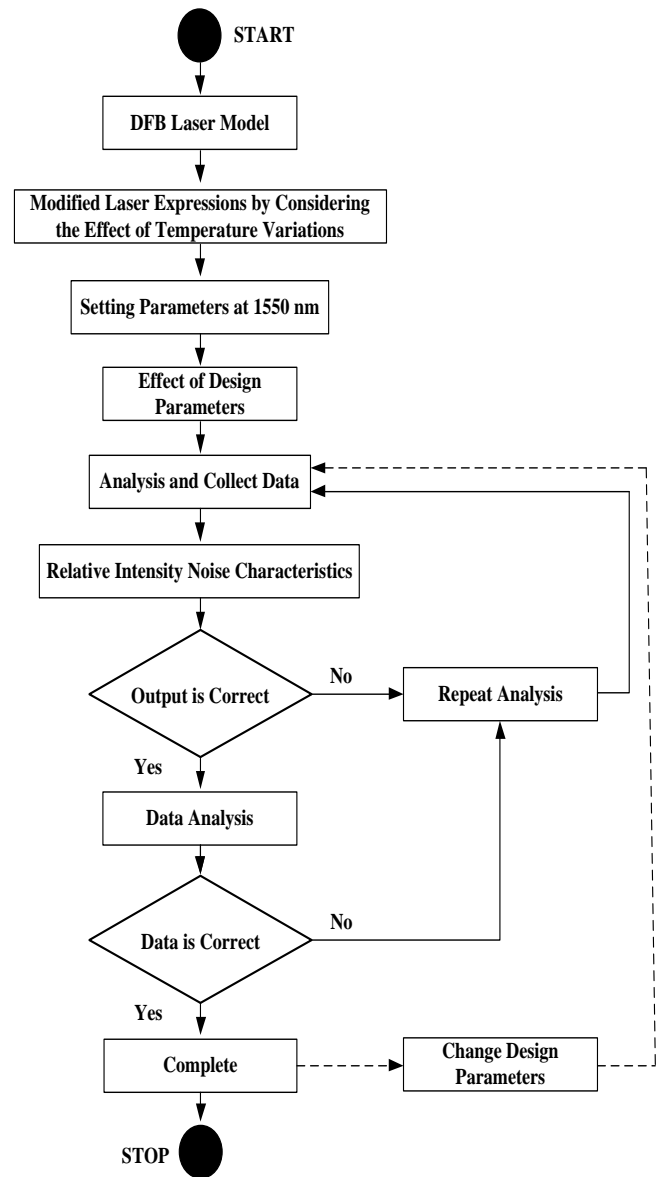 START
DFB Laser Model
Modified Laser Expressions by Considering
the Effect of Temperature Variations
Setting Parameters at 1550 nm
Effect of Design
Parameters
Analysis and Collect Data
Relative Intensity Noise Characteristics
Output is Correct
No
Repeat Analysis
Yes
Data Analysis
Data is Correct
No
Yes
Complete
Change Design
Parameters
STOP